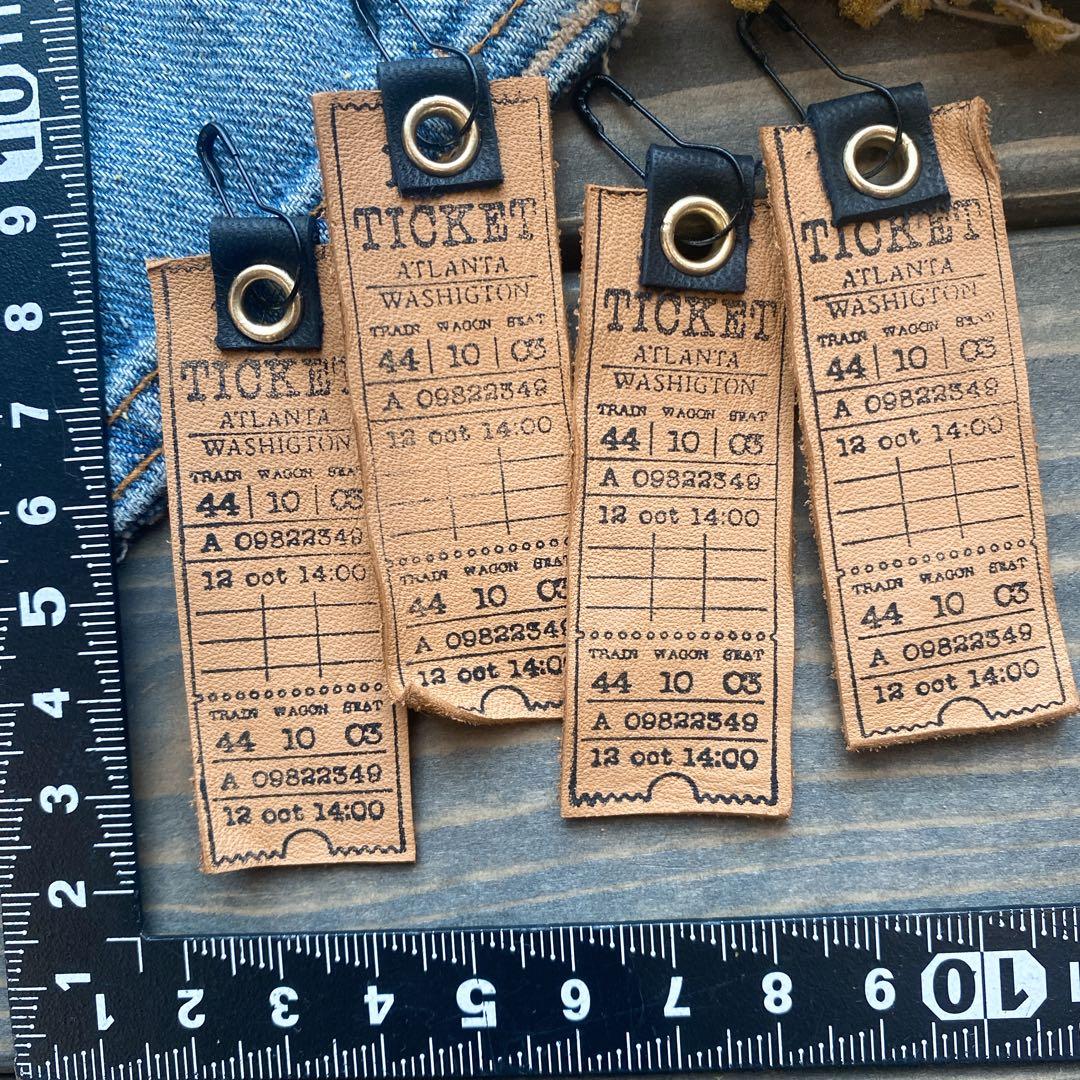 TICKET
ATLANTA
WASHIGTON
TRAIN WAGON SEAT
44 | 10 | 03
A 09822349
12 oct 14:00
TRAIN WAGON SEAT
44 10 03
A 09822349
12 oct 14:00
TICKET
ATLANTA
WASHIGTON
TRAIN WAGON SEAT
44 | 10 | 03
A 09822349
12 oct 14:00
TRAIN WAGON SEAT
44 10 03
A 09822349
12 oct 14:00
TICKET
ATLANTA
WASHIGTON
TRAIN WAGON SEAT
44 | 10 | 03
A 09822349
12 oct 14:00
TRAIN WAGON SEAT
44 10 03
A 09822349
12 oct 14:00
TICKET
ATLANTA
WASHIGTON
TRAIN WAGON SEAT
44 | 10 | 03
A 09822349
12 oct 14:00
TRAIN WAGON SEAT
44 10 03
A 09822349
12 oct 14:00
10
9
8
7
6
5
4
3
2
1
1 2 3 4 5 6 7 8 9 10